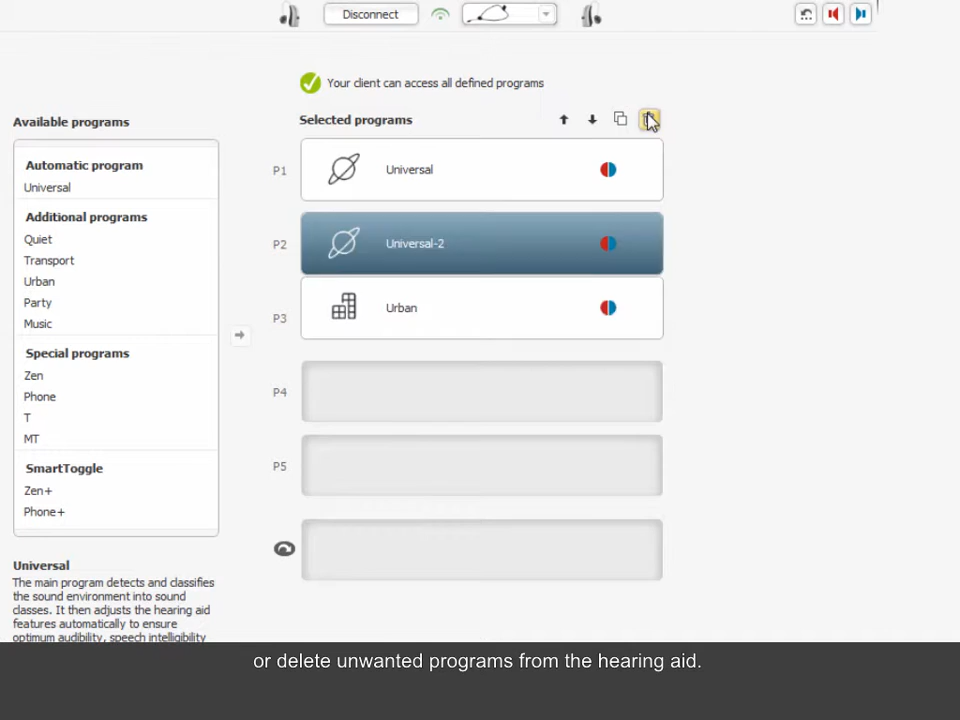 Disconnect
Your client can access all defined programs
Available programs
Selected programs
Automatic program
Universal
Additional programs
Quiet
Transport
Urban
Party
Music
Special programs
Zen
Phone
T
MT
SmartToggle
Zen+
Phone+
P1
Universal
P2
Universal-2
P3
Urban
P4
P5
Universal
The main program detects and classifies
the sound environment into sound
classes. It then adjusts the hearing aid
features automatically to ensure
optimum audibility, speech intelligibility
or delete unwanted programs from the hearing aid.